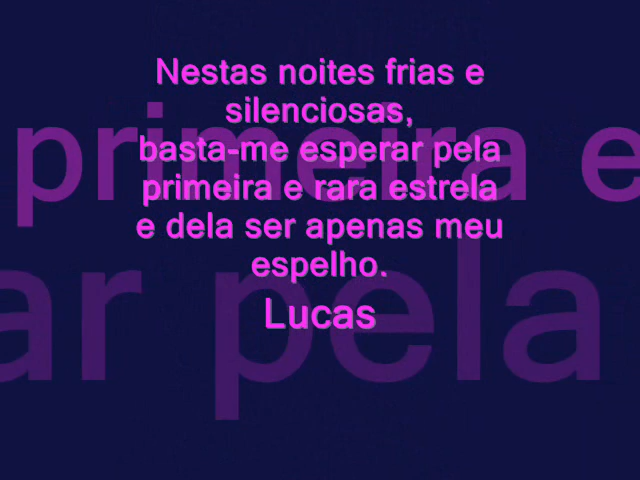 Nestas noites frias e
silenciosas,
basta-me esperar pela
primeira e rara estrela
e dela ser apenas meu
espelho.
Lucas
primeira e
ar pela